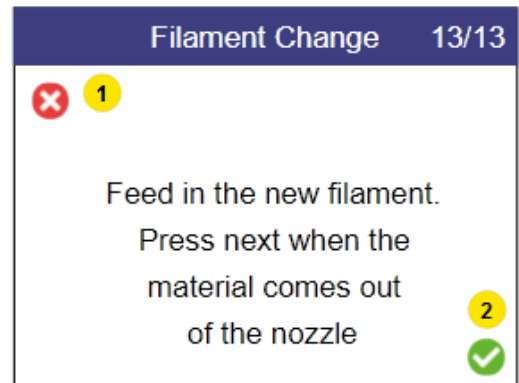 Filament Change 13/13
1
Feed in the new filament.
Press next when the
material comes out
of the nozzle
2